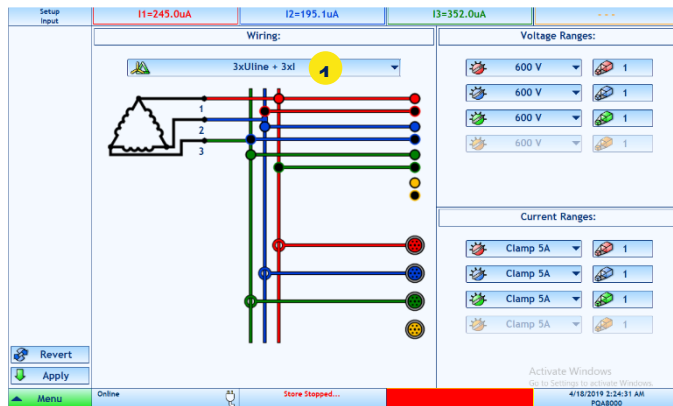 Setup
Input
I1=245.0uA
I2=195.1uA
I3=352.0uA
---
Wiring:
Voltage Ranges:
3xUline + 3xI
1
600 V
1
600 V
1
600 V
1
600 V
1
1
2
3
Current Ranges:
Clamp 5A
1
Clamp 5A
1
Clamp 5A
1
Clamp 5A
1
Revert
Apply
Activate Windows
Go to Settings to activate Windows.
Menu
Online
Store Stopped...
4/18/2019 2:24:31 AM
PQA8000